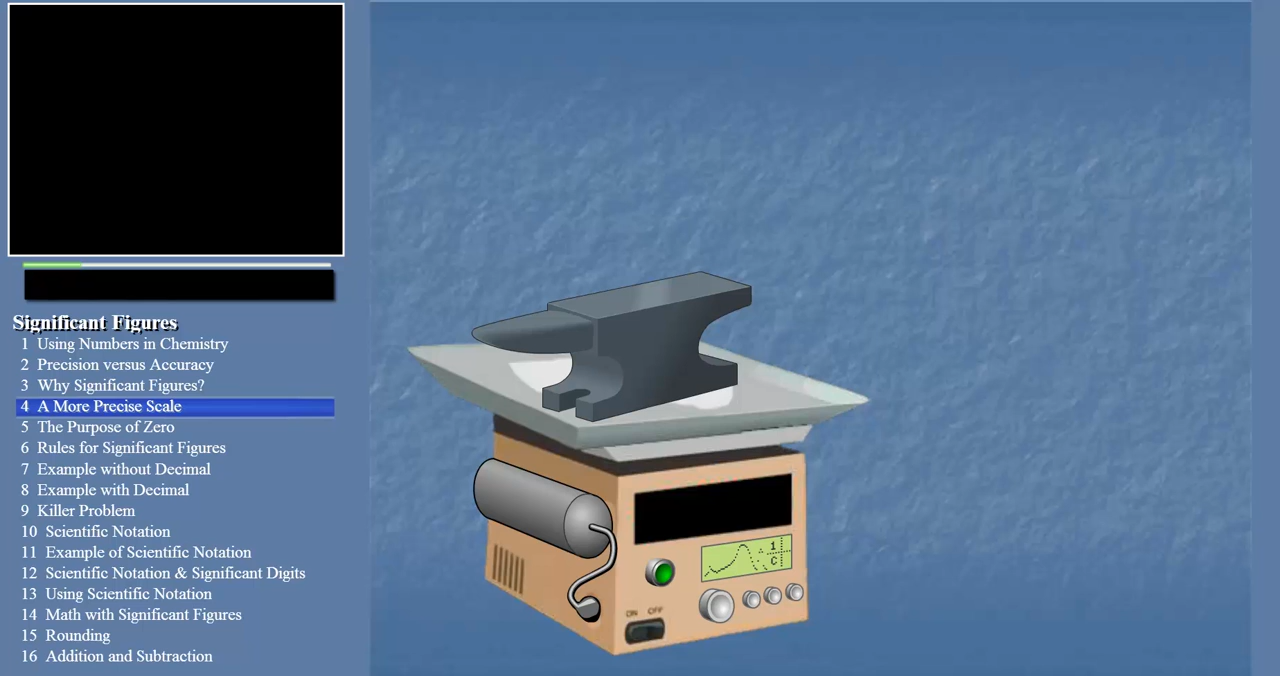 Significant Figures
1 Using Numbers in Chemistry
2 Precision versus Accuracy
3 Why Significant Figures?
4 A More Precise Scale
5 The Purpose of Zero
6 Rules for Significant Figures
7 Example without Decimal
8 Example with Decimal
9 Killer Problem
10 Scientific Notation
11 Example of Scientific Notation
12 Scientific Notation & Significant Digits
13 Using Scientific Notation
14 Math with Significant Figures
15 Rounding
16 Addition and Subtraction
1
C
ON OFF